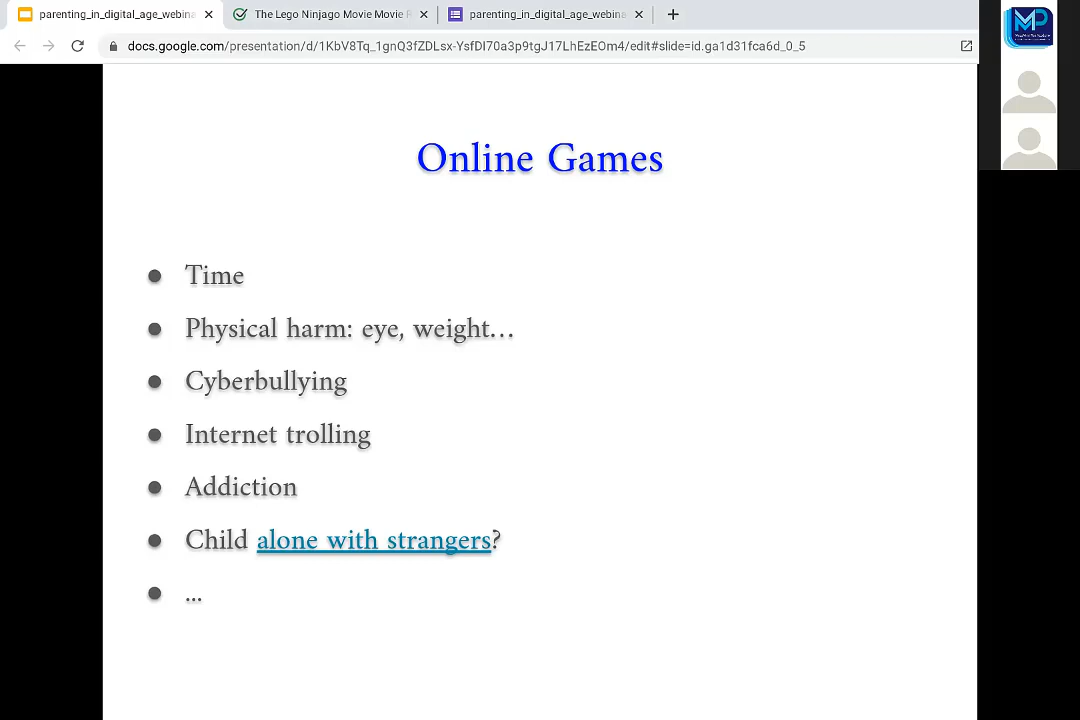 parenting_in_digital_age_webina
The Lego Ninjago Movie Movie R
parenting_in_digital_age_webina
docs.google.com/presentation/d/1KbV8Tq_1gnQ3fZDLsx-YsfDI70a3p9tgJ17LhEzEOm4/edit#slide=id.ga1d31fca6d_0_5
MP
Online Games
● Time
● Physical harm: eye, weight…
● Cyberbullying
● Internet trolling
● Addiction
● Child alone with strangers?
● ...